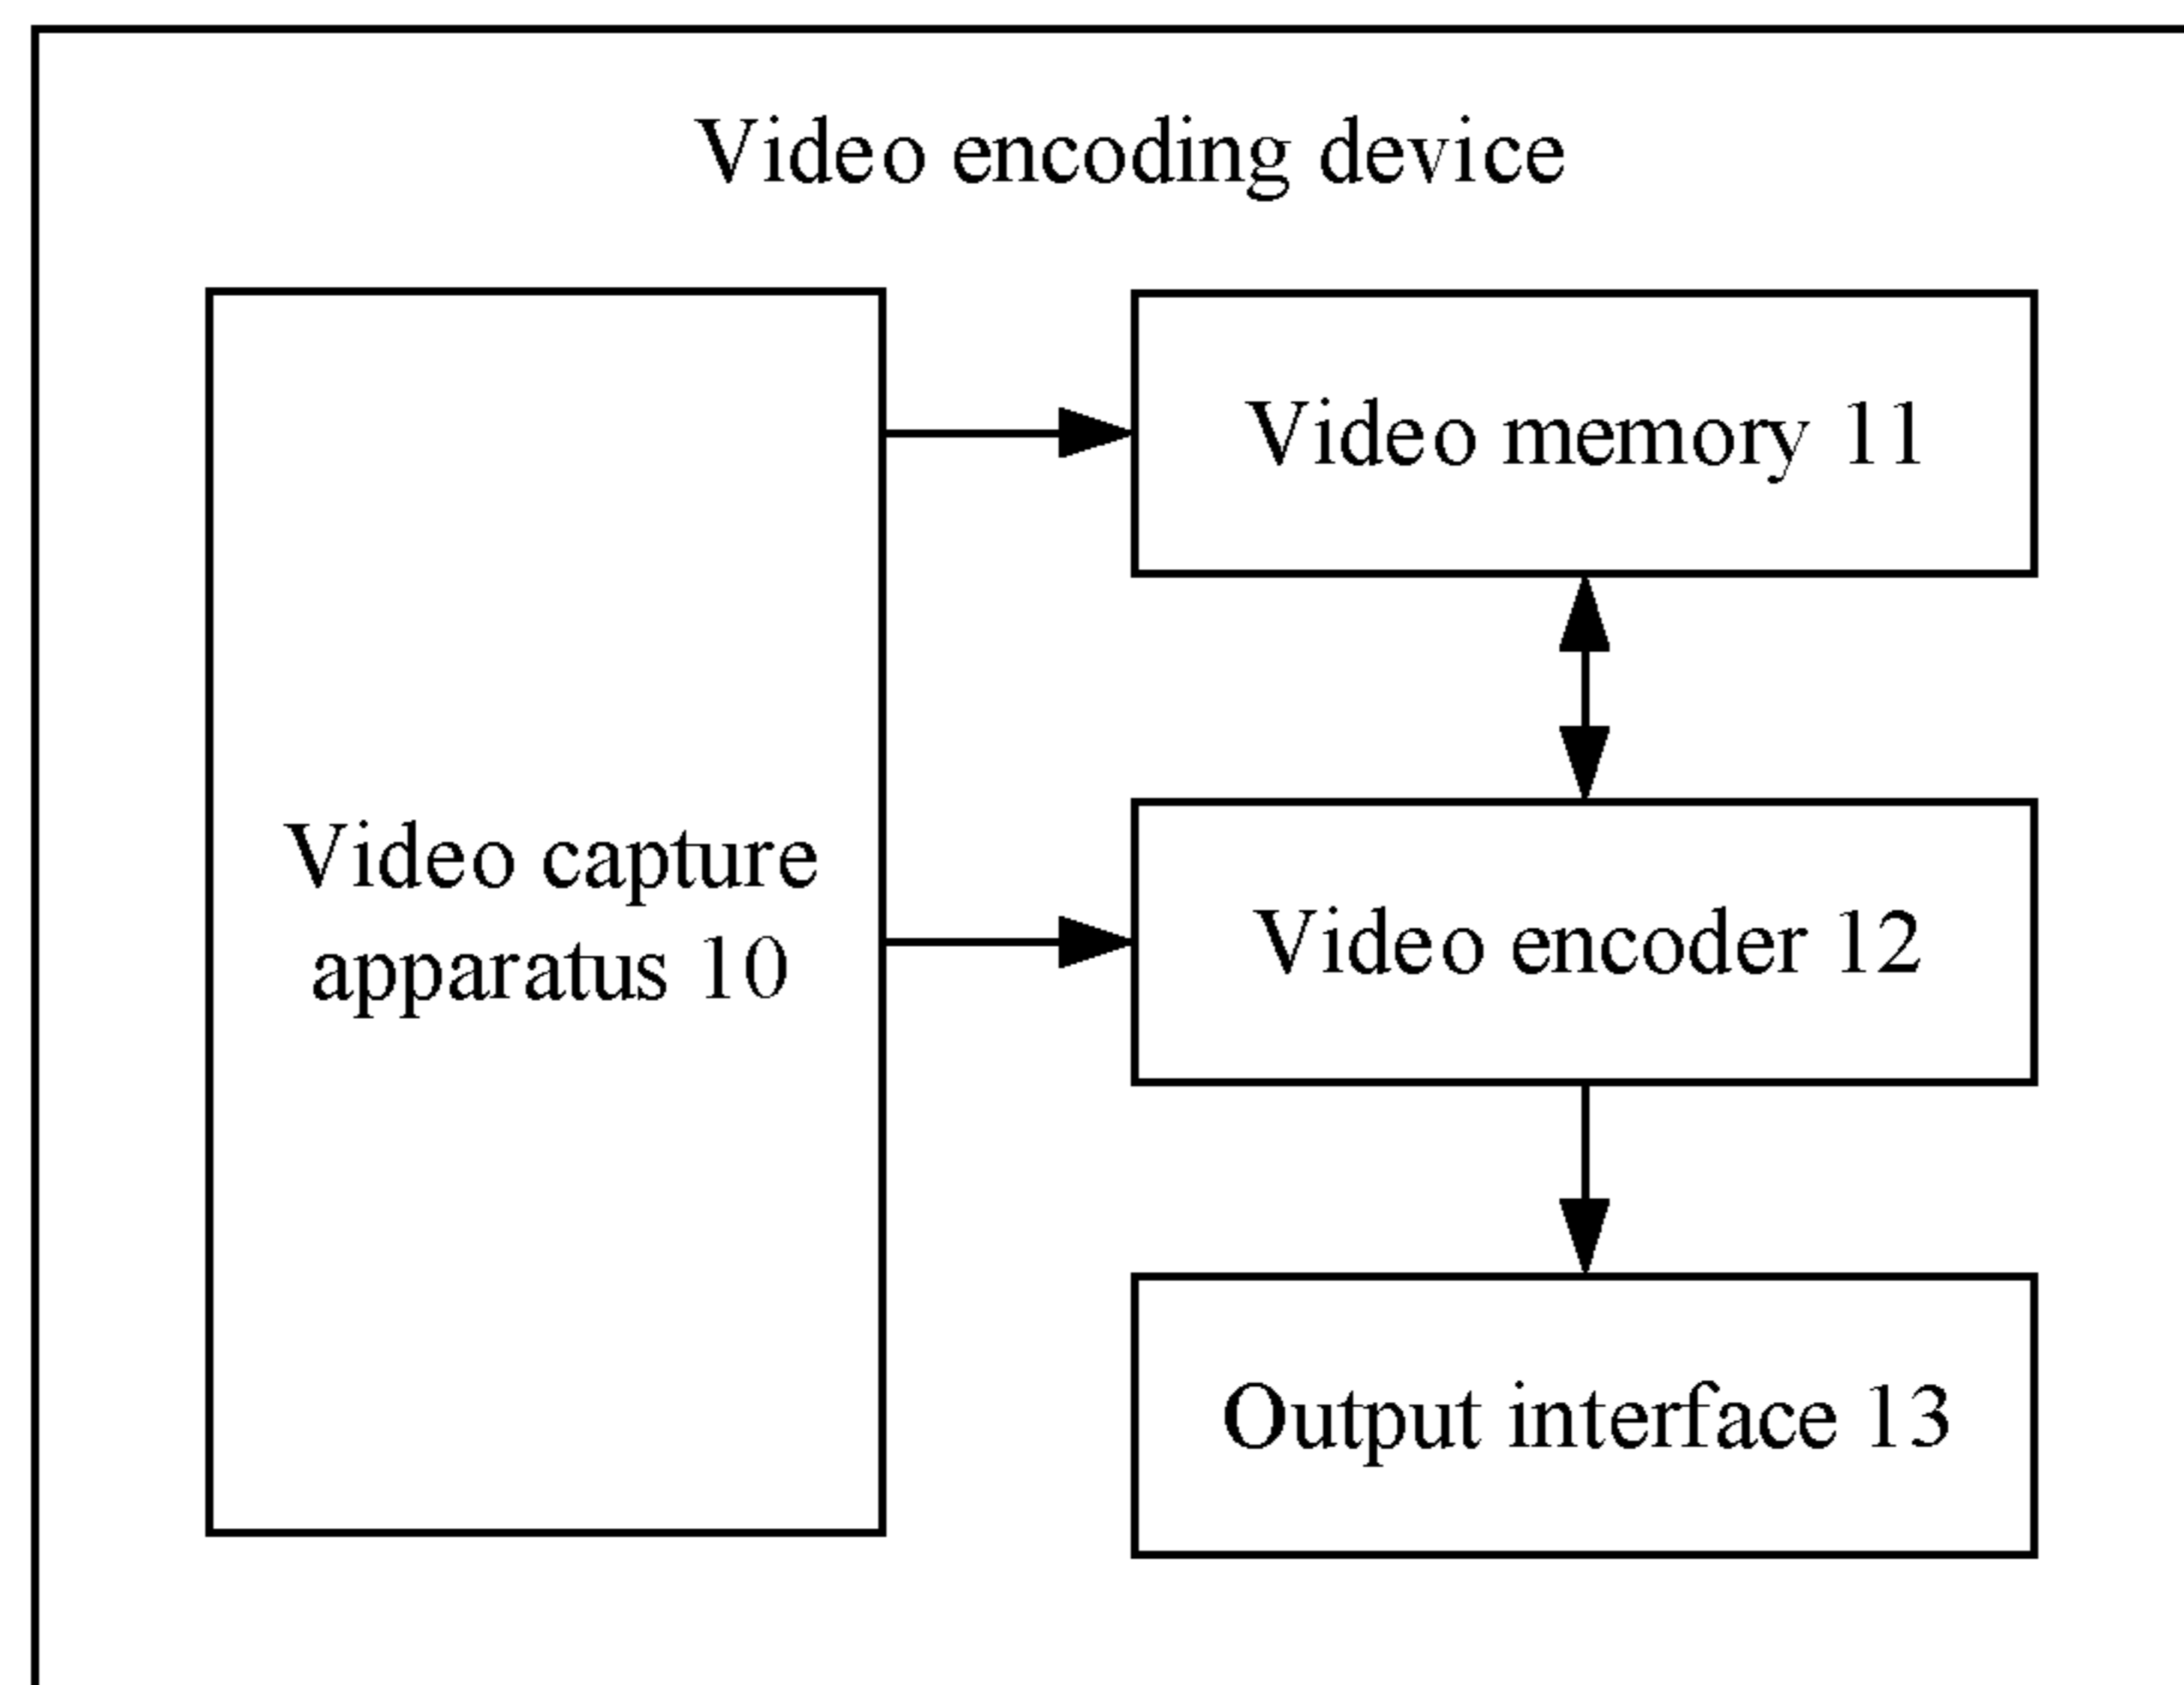 Video encoding device
Video capture
apparatus 10
Video memory 11
Video encoder 12
Output interface 13